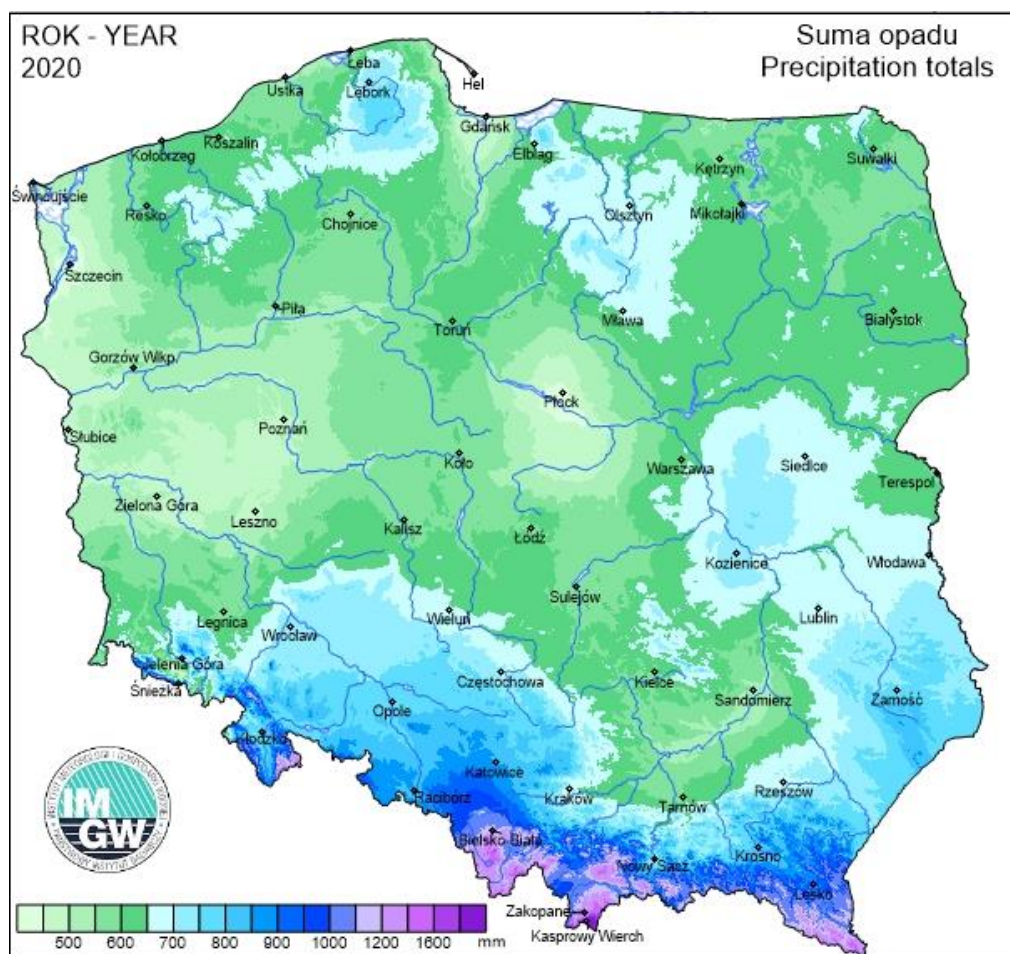 ROK - YEAR
2020
Suma opadu
Precipitation totals
Łeba
Ustka
Lębork
Hel
Gdańsk
Koszalin
Kołobrzeg
Elbląg
Kętrzyn
Suwałki
Świnoujście
Resko
Chojnice
Olsztyn
Mikołajki
Szczecin
Piła
Toruń
Mława
Białystok
Gorzów Wlkp.
Płock
Słubice
Poznań
Koło
Warszawa
Siedlce
Terespol
Zielona Góra
Leszno
Kalisz
Łódź
Kozienice
Włodawa
Sulejów
Legnica
Wrocław
Wieluń
Lublin
Jelenia Góra
Śnieżka
Częstochowa
Kielce
Sandomierz
Zamość
Opole
Kłodzko
Katowice
Racibórz
Kraków
Tarnów
Rzeszów
Bielsko Biała
Nowy Sącz
Krosno
Lesko
Zakopane
Kasprowy Wierch
IM
GW
500 600 700 800 900 1000 1200 1600 mm